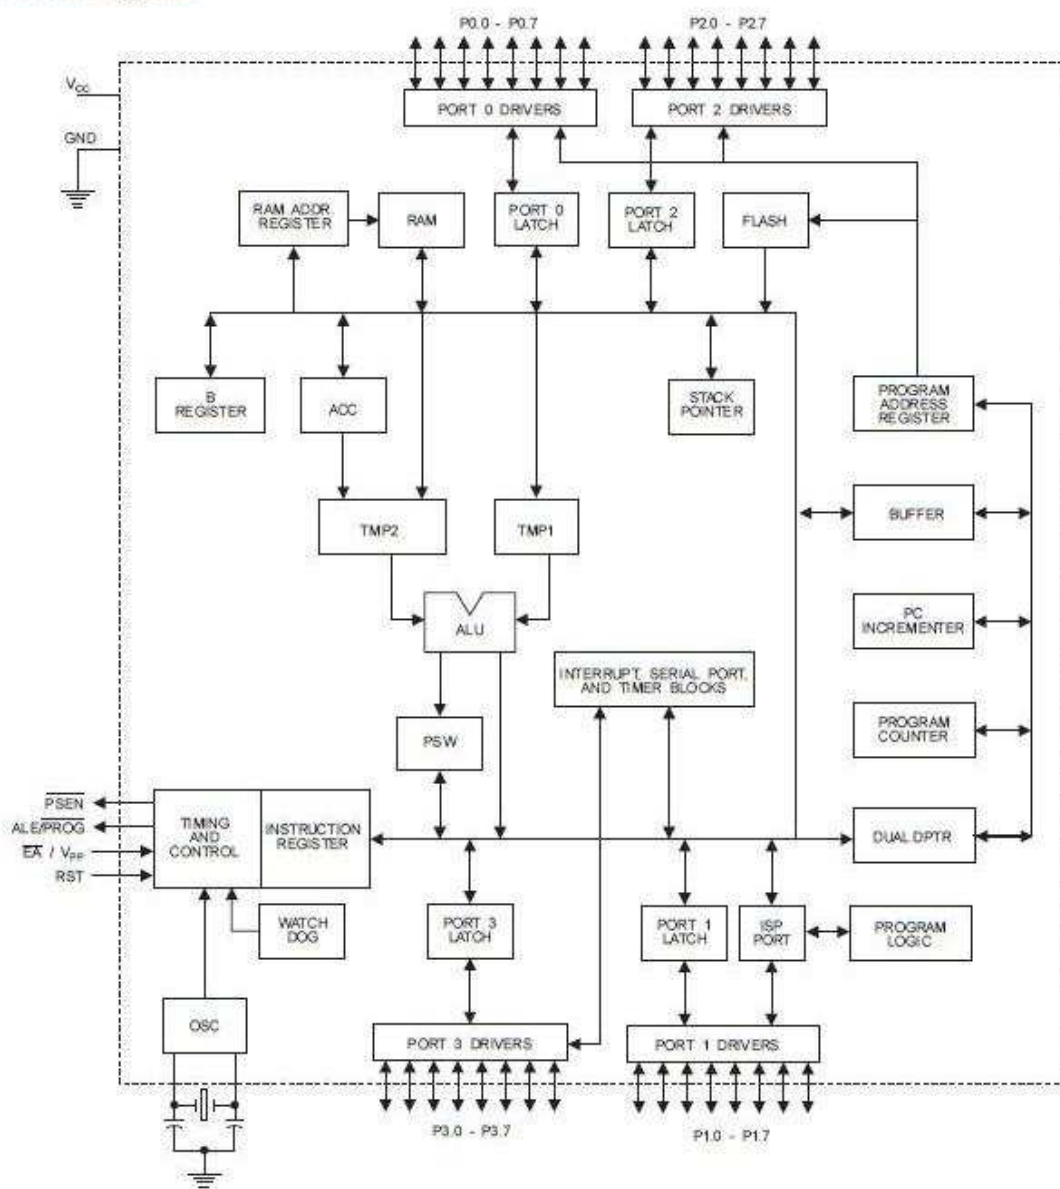 P0.0 - P0.7
P2.0 - P2.7
VCC
PORT 0 DRIVERS
PORT 2 DRIVERS
GND
RAM ADDR.
REGISTER
RAM
PORT 0
LATCH
PORT 2
LATCH
FLASH
B
REGISTER
ACC
STACK
POINTER
PROGRAM
ADDRESS
REGISTER
TMP2
TMP1
BUFFER
ALU
PC
INCREMENTER
INTERRUPT, SERIAL PORT,
AND TIMER BLOCKS
PSW
PROGRAM
COUNTER
PSEN
ALE/PROG
EA / VPP
RST
TIMING
AND
CONTROL
INSTRUCTION
REGISTER
DUAL DPTR
WATCH
DOG
PORT 3
LATCH
PORT 1
LATCH
ISP
PORT
PROGRAM
LOGIC
OSC
PORT 3 DRIVERS
PORT 1 DRIVERS
P3.0 - P3.7
P1.0 - P1.7